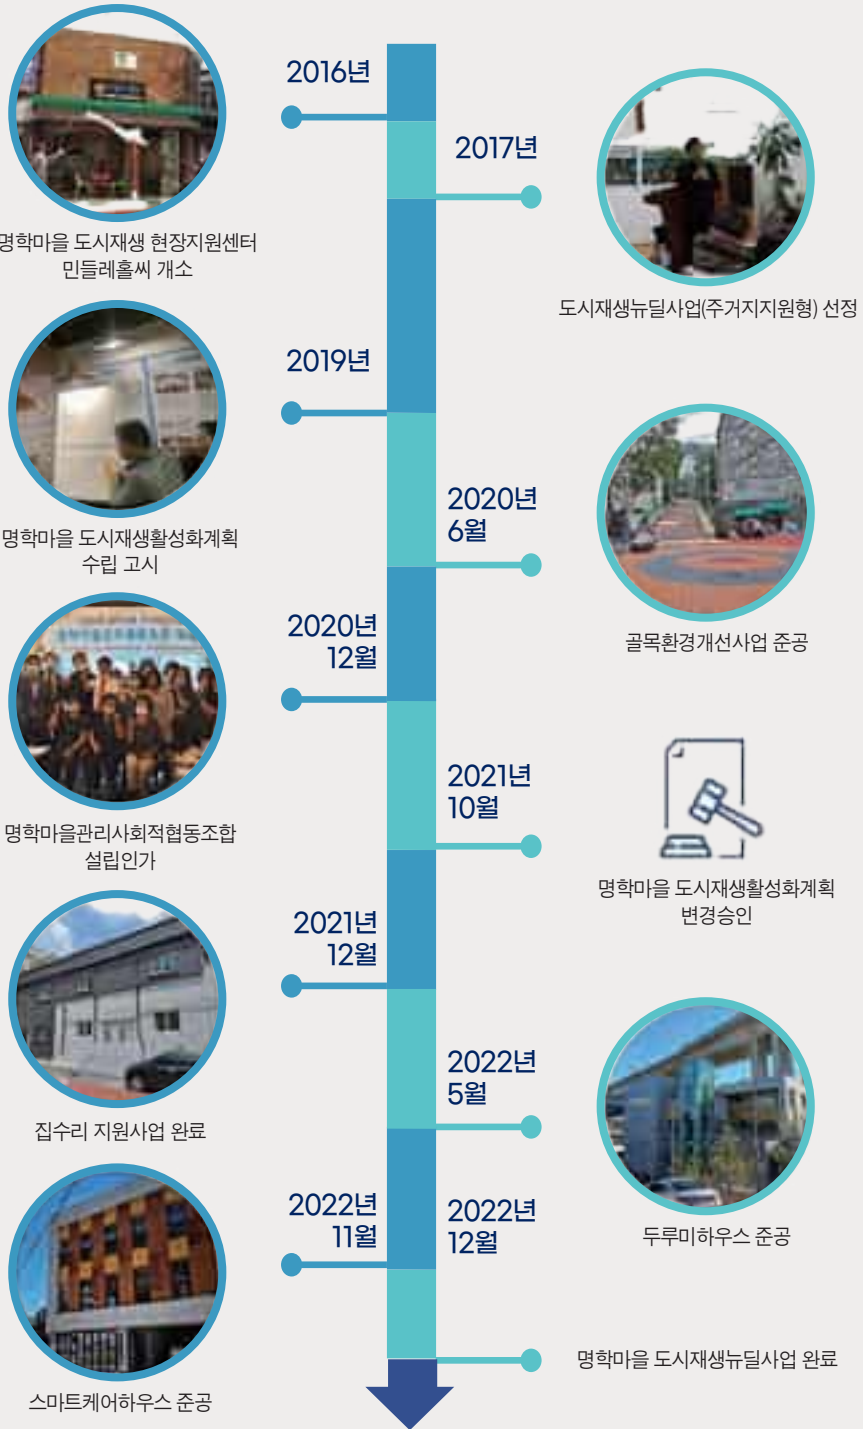 2016년
명학마을 도시재생 현장지원센터
민들레홀씨 개소
2017년
도시재생뉴딜사업(주거지지원형) 선정
2019년
명학마을 도시재생활성화계획
수립 고시
2020년
6월
골목환경개선사업 준공
2020년
12월
명학마을관리사회적협동조합
설립인가
2021년
10월
명학마을 도시재생활성화계획
변경승인
2021년
12월
집수리 지원사업 완료
2022년
5월
두루미하우스 준공
2022년
11월
스마트케어하우스 준공
2022년
12월
명학마을 도시재생뉴딜사업 완료